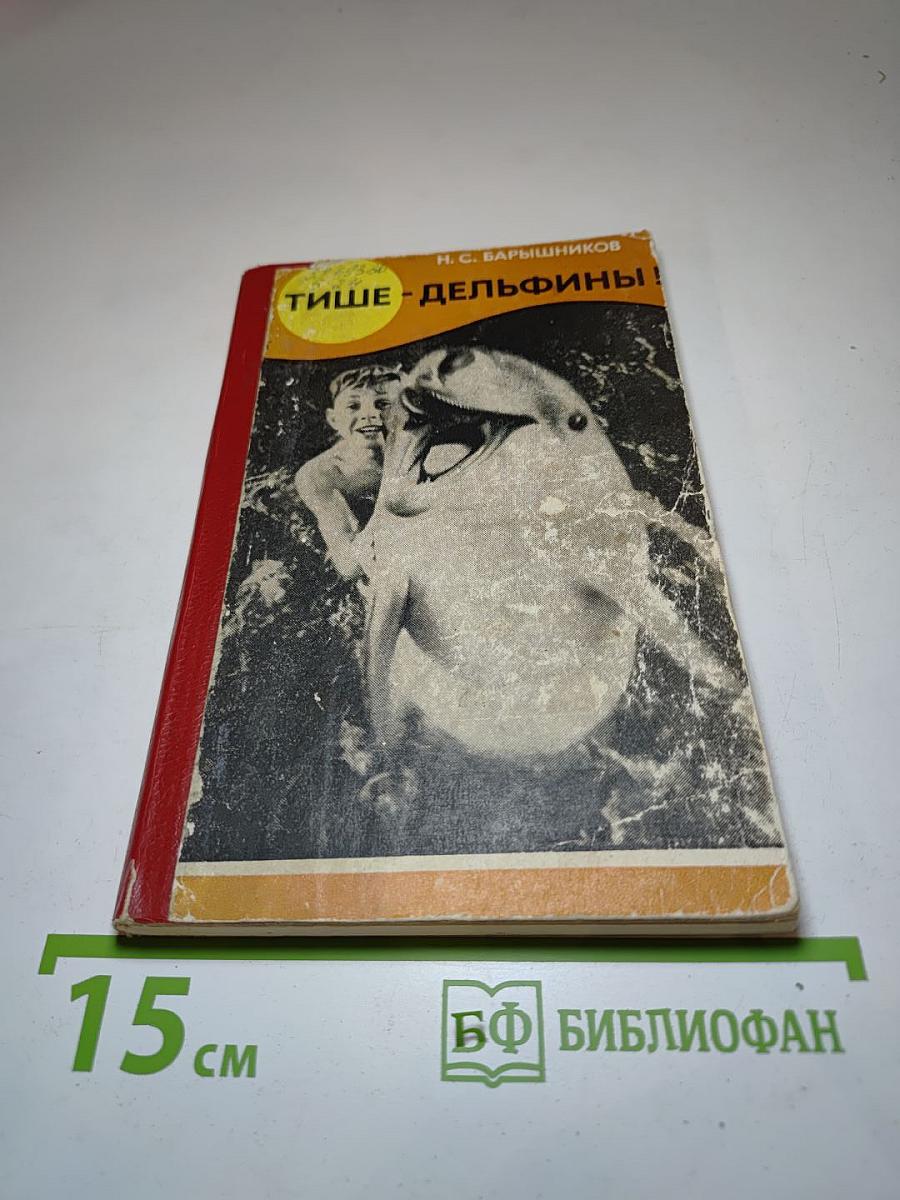 Н. С. БАРЫШНИКОВ
ТИШЕ - ДЕЛЬФИНЫ!
15 см
БФ БИБЛИОФАН